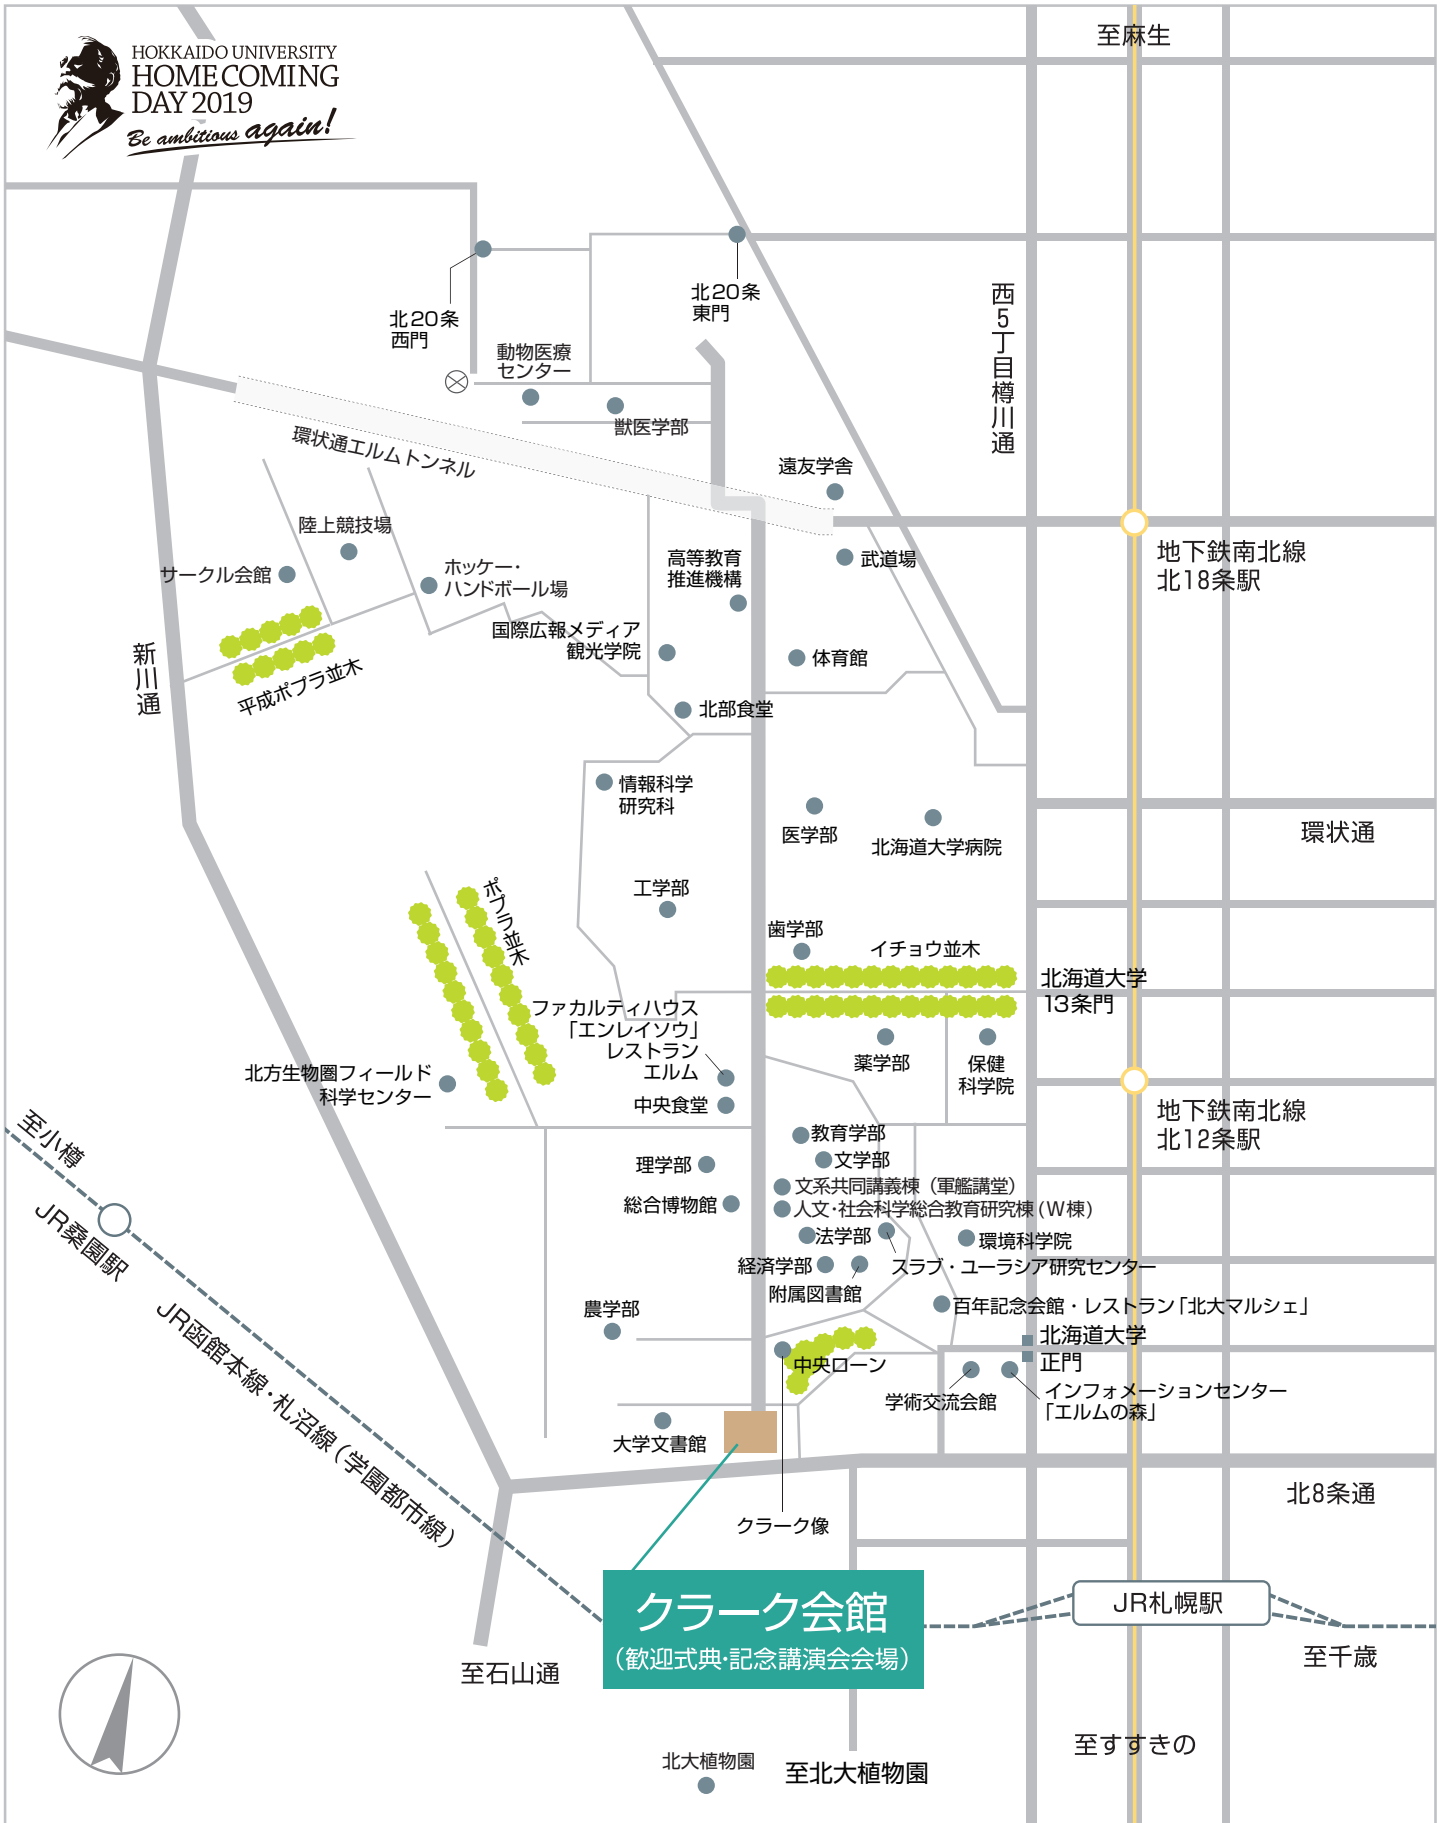 HOKKAIDO UNIVERSITY
HOME COMING
DAY 2019
Be ambitious again!
至麻生
北20条
西門
北20条
東門
西5丁目樽川通
動物医療
センター
獣医学部
環状通エルムトンネル
遠友学舎
陸上競技場
サークル会館
ホッケー・
ハンドボール場
高等教育
推進機構
武道場
地下鉄南北線
北18条駅
国際広報メディア
観光学院
体育館
新川通
平成ポプラ並木
北部食堂
情報科学
研究科
医学部
北海道大学病院
環状通
工学部
ポプラ並木
歯学部
イチョウ並木
北海道大学
13条門
ファカルティハウス
「エンレイソウ」
レストラン
エルム
薬学部
保健
科学院
北方生物圏フィールド
科学センター
中央食堂
地下鉄南北線
北12条駅
至小樽
教育学部
文学部
理学部
文系共同講義棟（軍艦講堂）
総合博物館
人文・社会科学総合教育研究棟(W棟)
JR桑園駅
法学部
環境科学院
経済学部
スラブ・ユーラシア研究センター
附属図書館
農学部
百年記念会館・レストラン「北大マルシェ」
JR函館本線・札沼線（学園都市線）
北海道大学
正門
中央ローン
学術交流会館
インフォメーションセンター
「エルムの森」
大学文書館
北8条通
クラーク像
クラーク会館
（歓迎式典・記念講演会会場）
JR札幌駅
至石山通
至千歳
至すすきの
北大植物園
至北大植物園